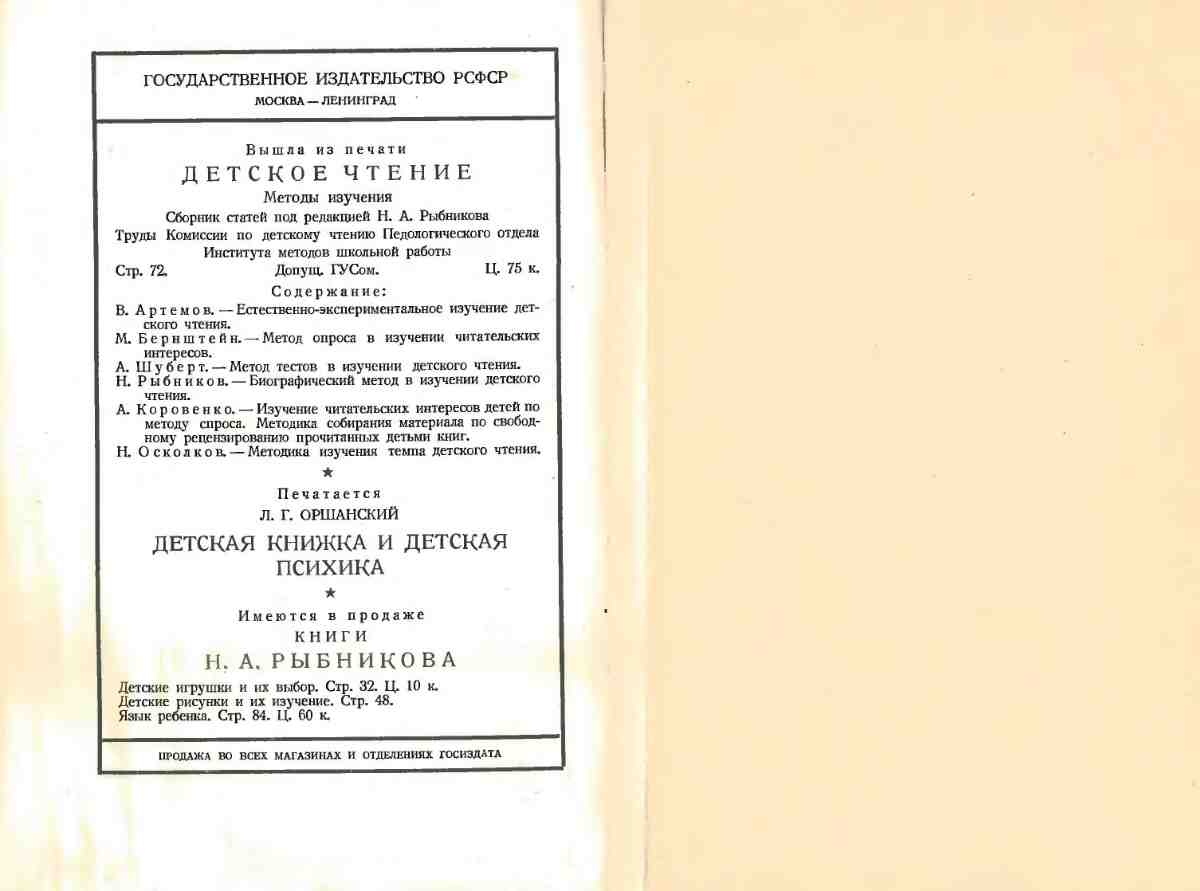 ГОСУДАРСТВЕННОЕ ИЗДАТЕЛЬСТВО РСФСР
МОСКВА — ЛЕНИНГРАД
Вышла из печати
ДЕТСКОЕ ЧТЕНИЕ
Методы изучения
Сборник статей под редакцией Н. А. Рыбникова
Труды Комиссии по детскому чтению Педологического отдела
Института методов школьной работы
Стр. 72. Допущ. ГУСом. Ц. 75 к.
Содержание:
В. Артемов. — Естественно-экспериментальное изучение дет-
ского чтения.
М. Бернштейн. — Метод опроса в изучении читательских
интересов.
А. Шуберт. — Метод тестов в изучении детского чтения.
Н. Рыбников. — Биографический метод в изучении детского
чтения.
А. Коровенко. — Изучение читательских интересов детей по
методу спроса. Методика собирания материала по свобод-
ному рецензированию прочитанных детьми книг.
Н. Осколков. — Методика изучения темпа детского чтения.
★
Печатается
Л. Г. ОРШАНСКИЙ
ДЕТСКАЯ КНИЖКА И ДЕТСКАЯ
ПСИХИКА
★
Имеются в продаже
КНИГИ
Н. А. РЫБНИКОВА
Детские игрушки и их выбор. Стр. 32. Ц. 10 к.
Детские рисунки и их изучение. Стр. 48.
Язык ребенка. Стр. 84. Ц. 60 к.
ПРОДАЖА ВО ВСЕХ МАГАЗИНАХ И ОТДЕЛЕНИЯХ ГОСИЗДАТА